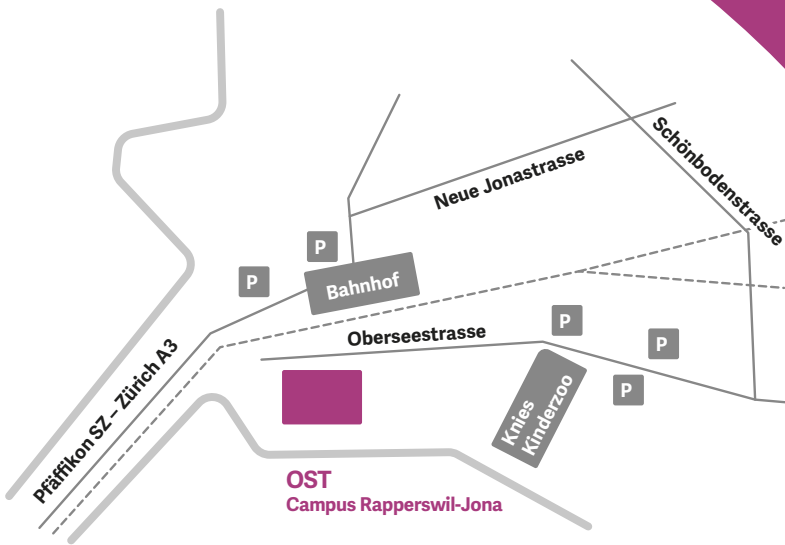 Schönbodenstrasse
Neue Jonastrasse
P
P
Bahnhof
P
Oberseestrasse
P
P
Pfäffikon SZ – Zürich A3
Knies
Kinderzoo
OST
Campus Rapperswil-Jona